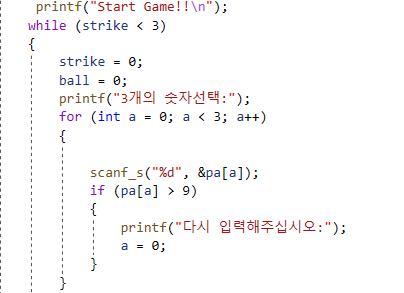 printf("Start Game!!\n");
while (strike < 3)
{
strike = 0;
ball = 0;
printf("3개의 숫자선택:");
for (int a = 0; a < 3; a++)
{
scanf_s("%d", &pa[a]);
if (pa[a] > 9)
{
printf("다시 입력해주십시오:");
a = 0;
}
}